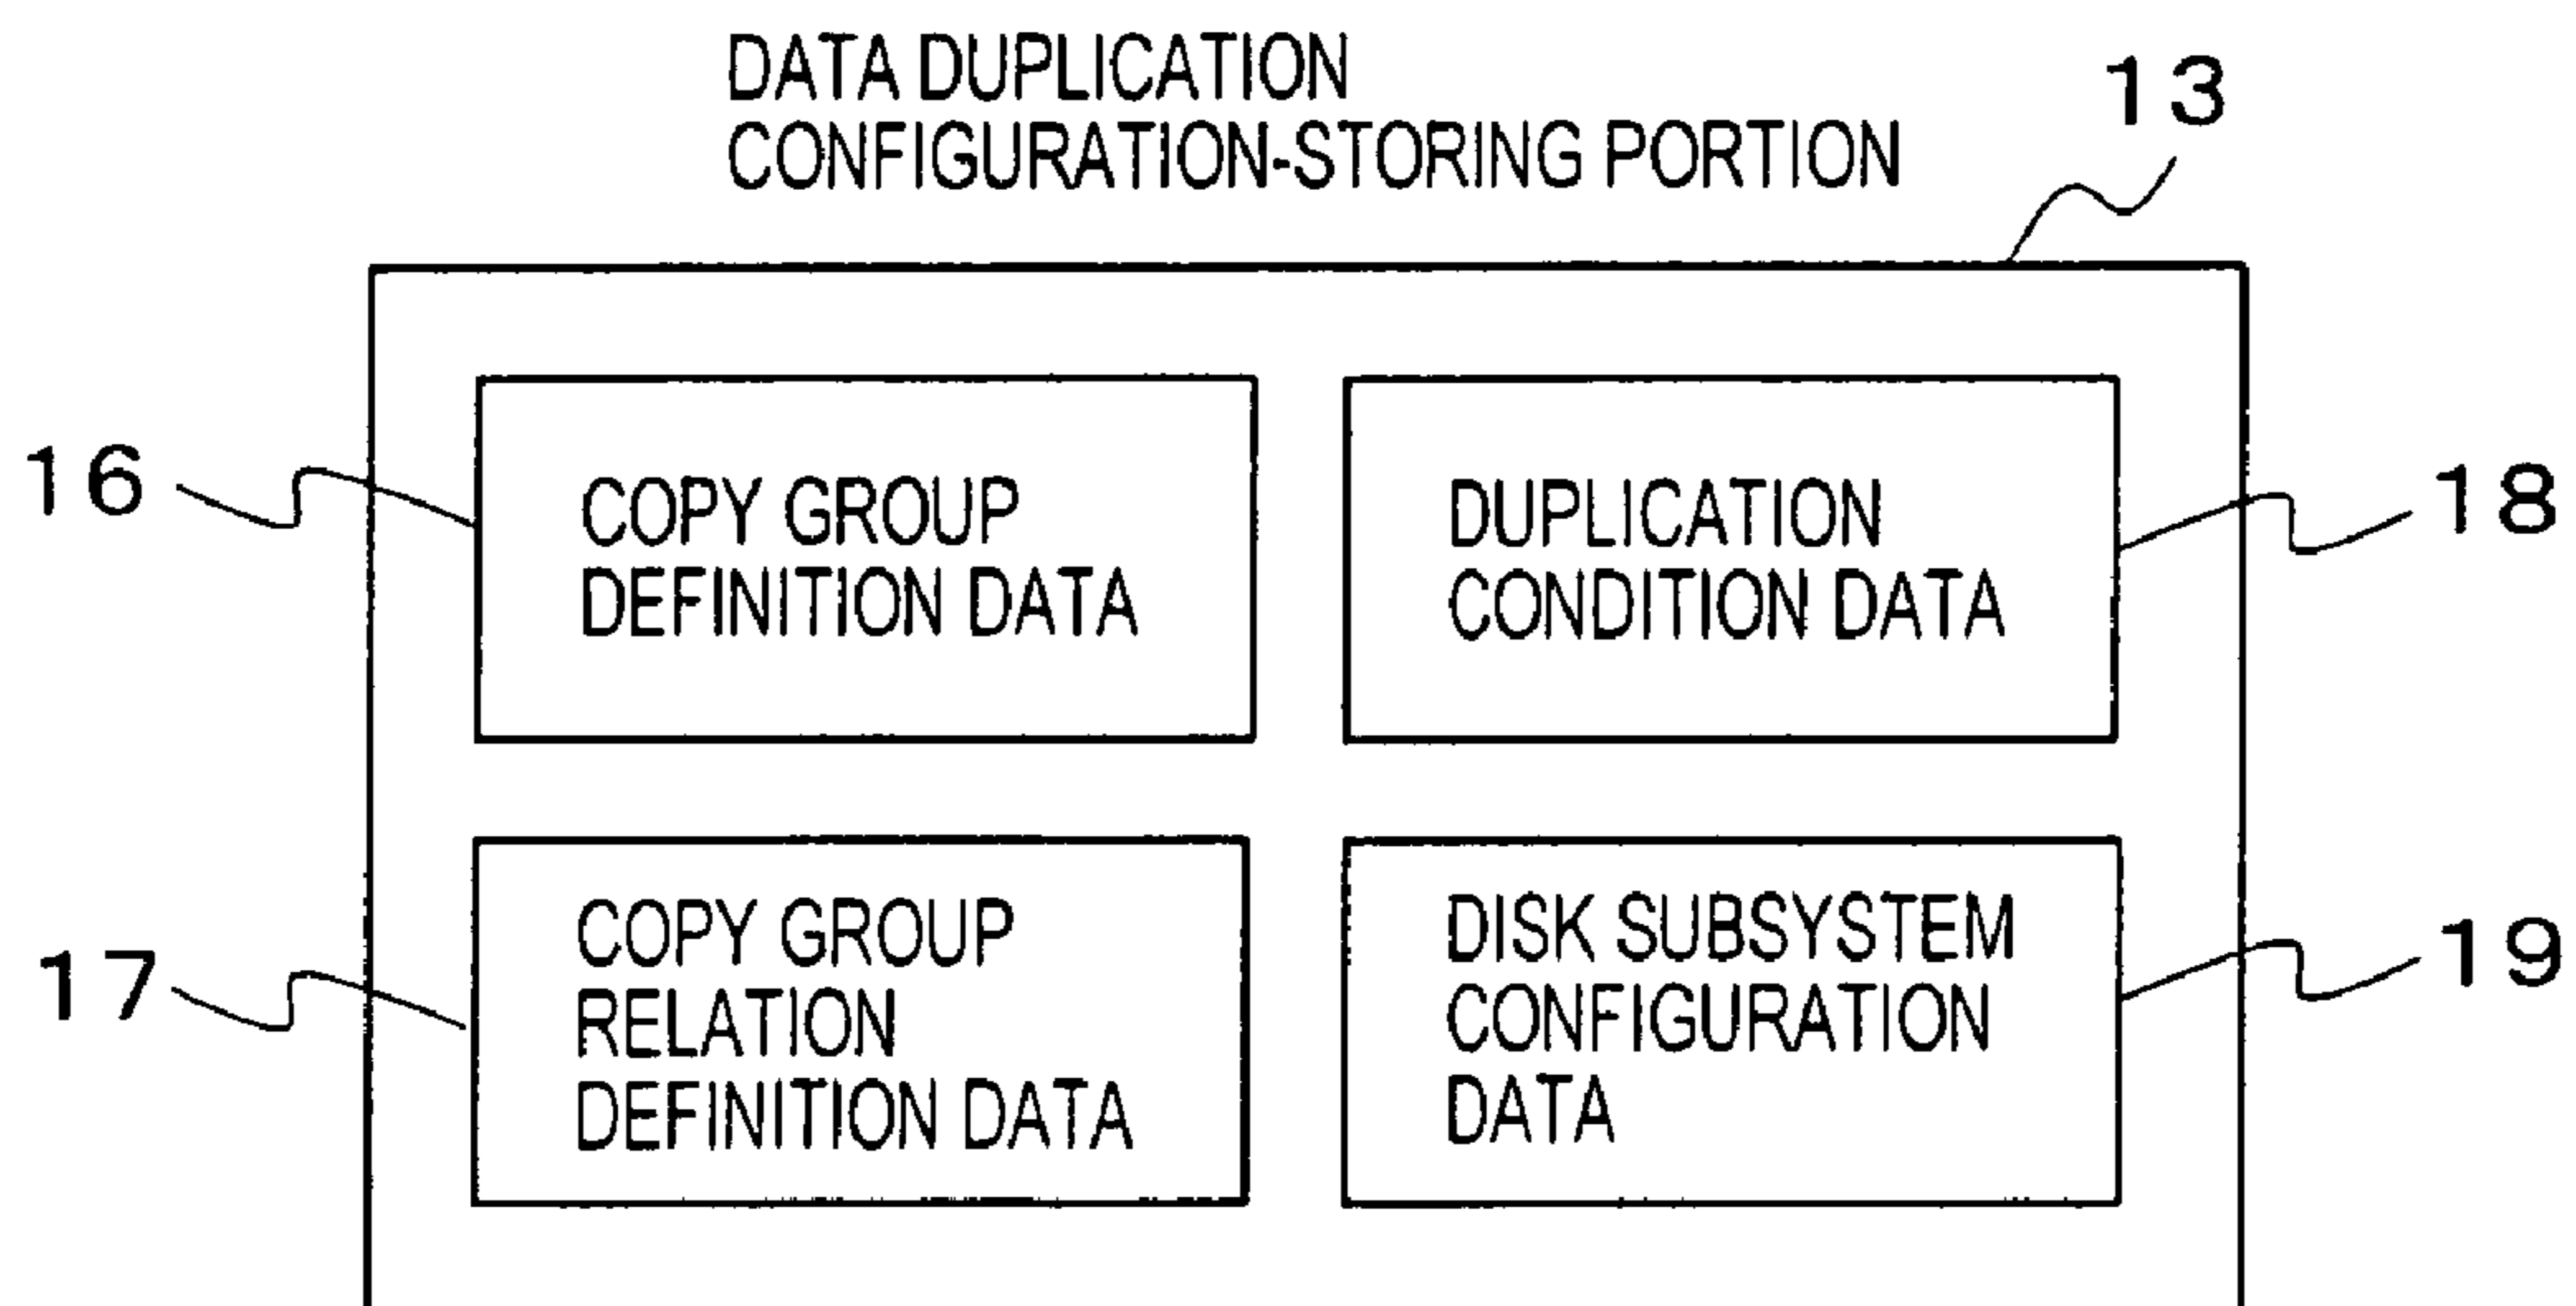 DATA DUPLICATION
CONFIGURATION-STORING PORTION
13
16
COPY GROUP
DEFINITION DATA
DUPLICATION
CONDITION DATA
18
17
COPY GROUP
RELATION
DEFINITION DATA
DISK SUBSYSTEM
CONFIGURATION
DATA
19